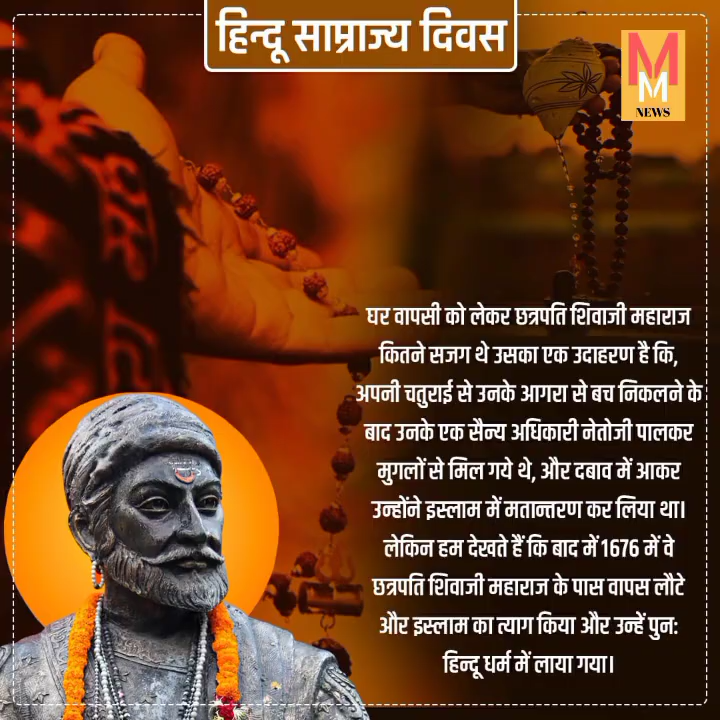 हिन्दू साम्राज्य दिवस
M
M
NEWS
घर वापसी को लेकर छत्रपति शिवाजी महाराज
कितने सजग थे उसका एक उदाहरण है कि,
अपनी चतुराई से उनके आगरा से बच निकलने के
बाद उनके एक सैन्य अधिकारी नेतोजी पालकर
मुगलों से मिल गये थे, और दबाव में आकर
उन्होंने इस्लाम में मतान्तरण कर लिया था।
लेकिन हम देखते हैं कि बाद में 1676 में वे
छत्रपति शिवाजी महाराज के पास वापस लौटे
और इस्लाम का त्याग किया और उन्हें पुन:
हिन्दू धर्म में लाया गया।